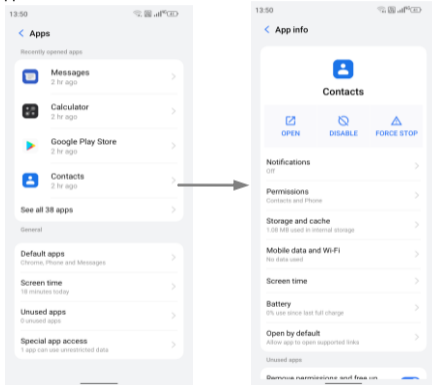 13:50
Apps
Recently opened apps
Messages
2 hr ago
Calculator
2 hr ago
Google Play Store
2 hr ago
Contacts
2 hr ago
See all 38 apps
General
Default apps
Chrome, Phone and Messages
Screen time
18 minutes today
Unused apps
0 unused apps
Special app access
1 app can use unrestricted data
13:50
App info
Contacts
OPEN
DISABLE
FORCE STOP
Notifications
Off
Permissions
Contacts and Phone
Storage and cache
1.08 MB used in internal storage
Mobile data and Wi-Fi
No data used
Screen time
Battery
0% use since last full charge
Open by default
Allow app to open supported links
Unused apps
Remove permissions and free up